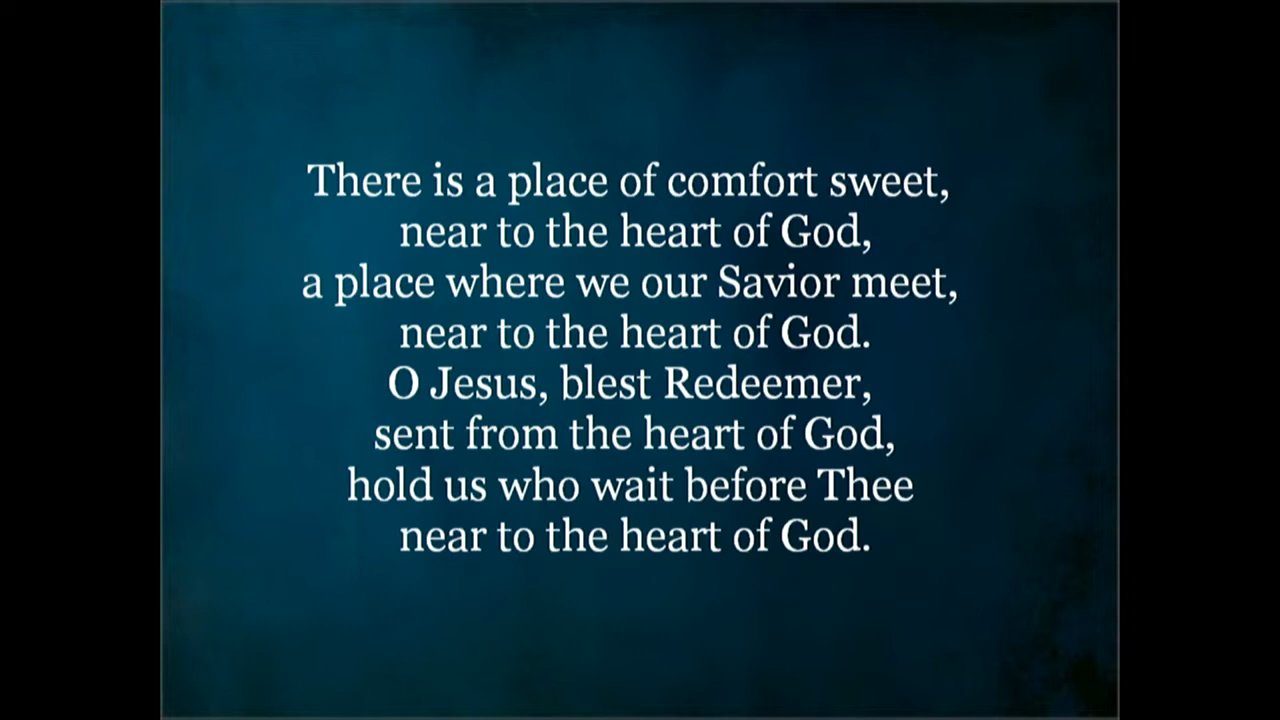 There is a place of comfort sweet,
near to the heart of God,
a place where we our Savior meet,
near to the heart of God.
O Jesus, blest Redeemer,
sent from the heart of God,
hold us who wait before Thee
near to the heart of God.